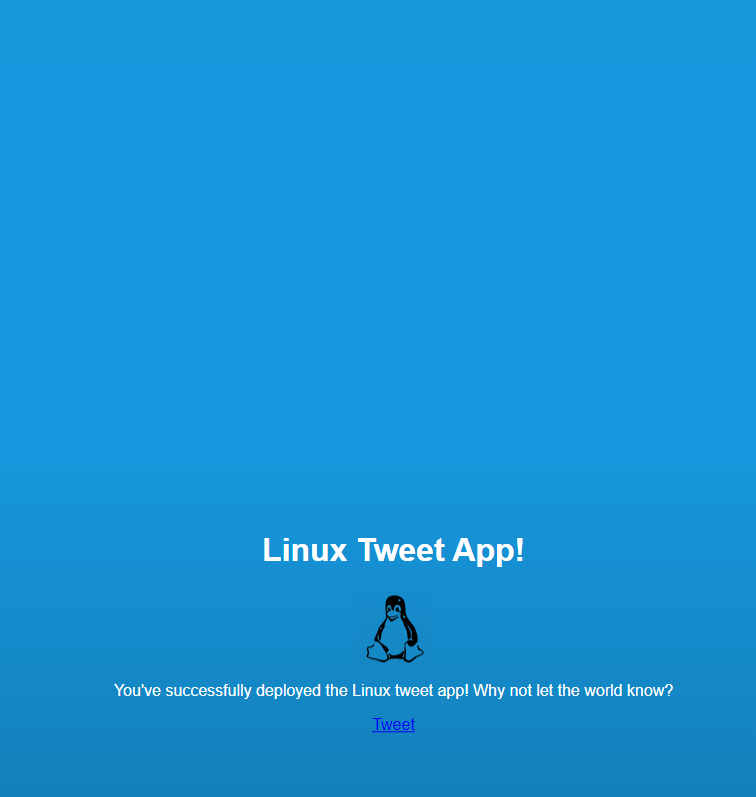 Linux Tweet App!
You've successfully deployed the Linux tweet app! Why not let the world know?
Tweet